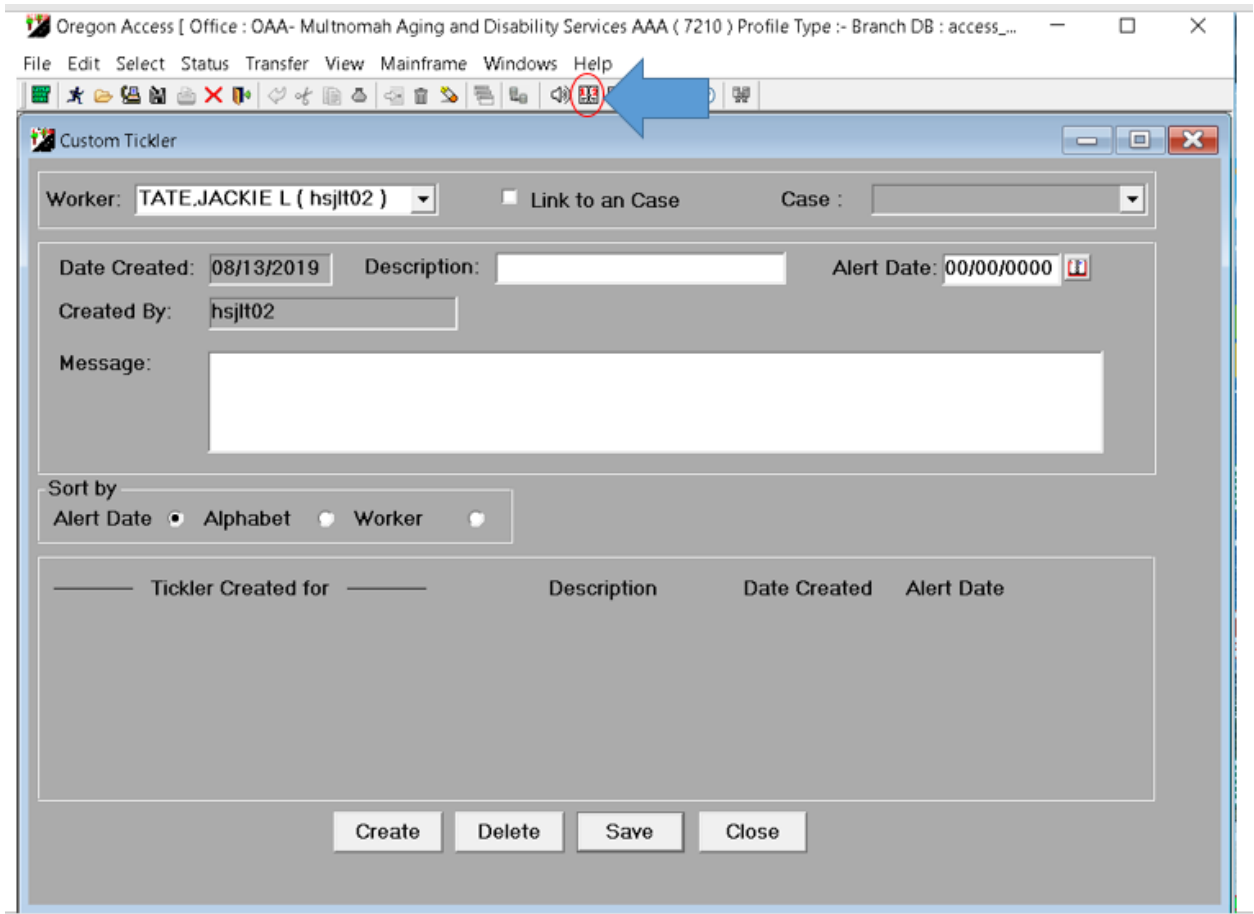 Oregon Access [ Office : OAA- Multnomah Aging and Disability Services AAA ( 7210 ) Profile Type :- Branch DB : access_...
File Edit Select Status Transfer View Mainframe Windows Help
Custom Tickler
Worker: TATE,JACKIE L ( hsjlt02 ) Link to an Case Case :
Date Created: 08/13/2019 Description: Alert Date: 00/00/0000
Created By: hsjlt02
Message:
Sort by
Alert Date Alphabet Worker
Tickler Created for Description Date Created Alert Date
Create Delete Save Close